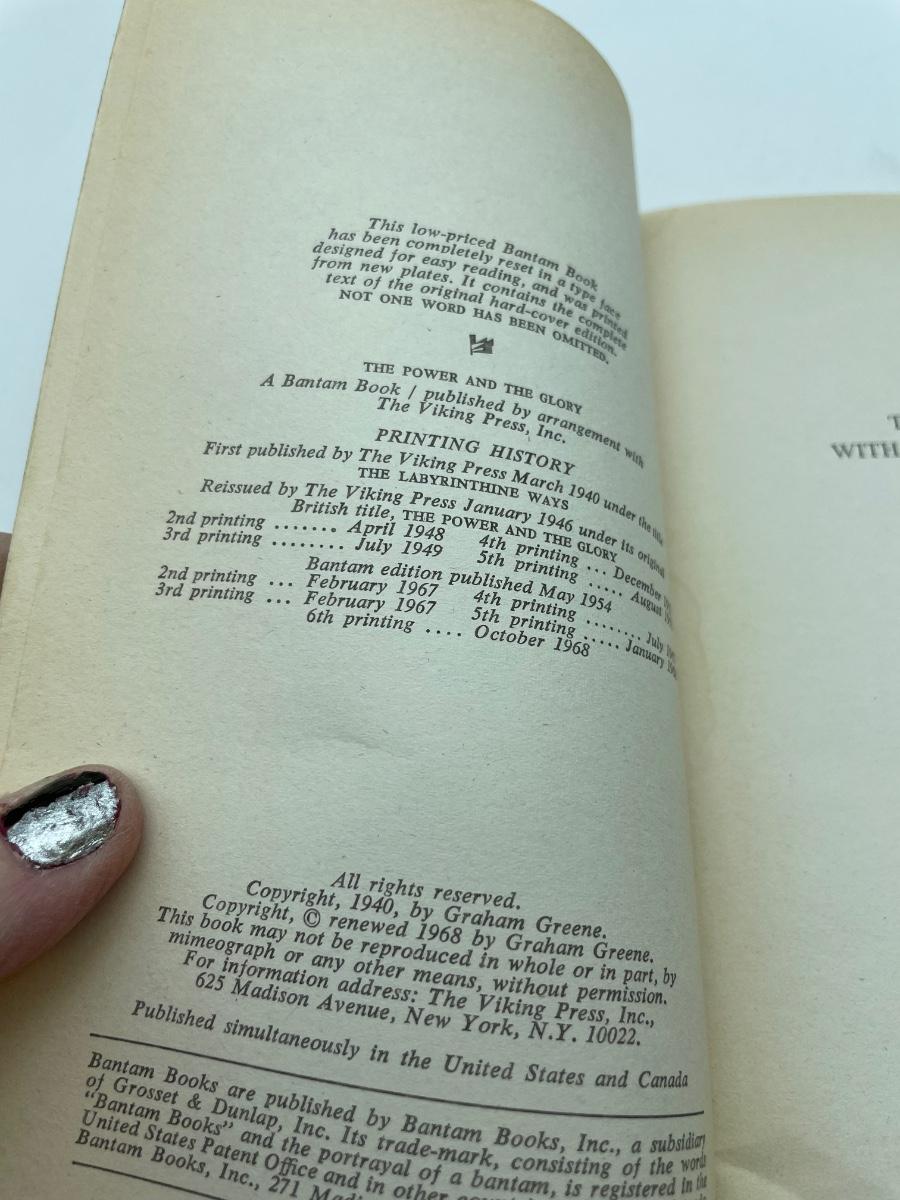 This low-priced Bantam Book
has been completely reset in a type face
designed for easy reading, and was printed
from new plates. It contains the complete
text of the original hard-cover edition.
NOT ONE WORD HAS BEEN OMITTED.
THE POWER AND THE GLORY
A Bantam Book / published by arrangement with
The Viking Press, Inc.
PRINTING HISTORY
First published by The Viking Press March 1940 under the title
THE LABYRINTHINE WAYS
Reissued by The Viking Press January 1946 under its original
British title, THE POWER AND THE GLORY
2nd printing ....... April 1948 4th printing ... December
3rd printing ........ July 1949 5th printing ..... August
Bantam edition published May 1954
2nd printing ... February 1967 4th printing ........ July
3rd printing ... February 1967 5th printing ..... January
6th printing .... October 1968
All rights reserved.
Copyright, 1940, by Graham Greene.
Copyright, © renewed 1968 by Graham Greene.
This book may not be reproduced in whole or in part, by
mimeograph or any other means, without permission.
For information address: The Viking Press, Inc.,
625 Madison Avenue, New York, N.Y. 10022.
Published simultaneously in the United States and Canada
Bantam Books are published by Bantam Books, Inc., a subsidiary
of Grosset & Dunlap, Inc. Its trade-mark, consisting of the words
"Bantam Books" and the portrayal of a bantam, is registered in the
United States Patent Office and in other
Bantam Books, Inc., 271
WITH